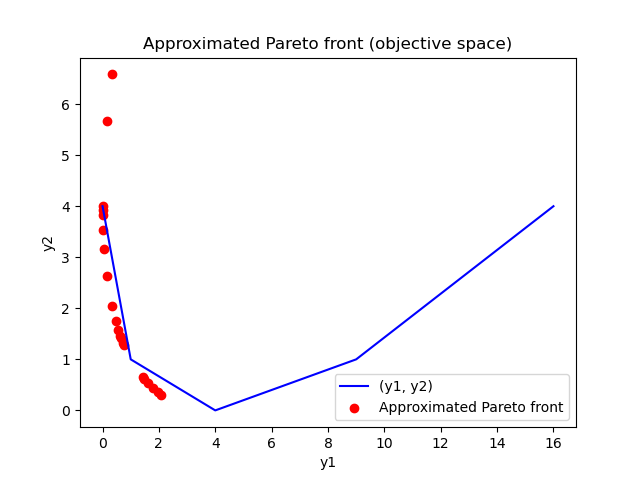 Approximated Pareto front (objective space)
y2
6
5
4
3
2
1
0
(y1, y2)
Approximated Pareto front
0 2 4 6 8 10 12 14 16
y1